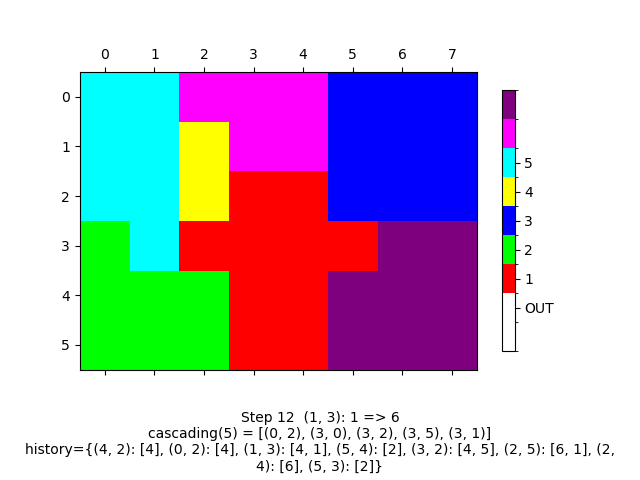 0 1 2 3 4 5 6 7
0
1
2
3
4
5
5
4
3
2
1
OUT
Step 12  (1, 3): 1 => 6
cascading(5) = [(0, 2), (3, 0), (3, 2), (3, 5), (3, 1)]
history={(4, 2): [4], (0, 2): [4], (1, 3): [4, 1], (5, 4): [2], (3, 2): [4, 5], (2, 5): [6, 1], (2,
4): [6], (5, 3): [2]}